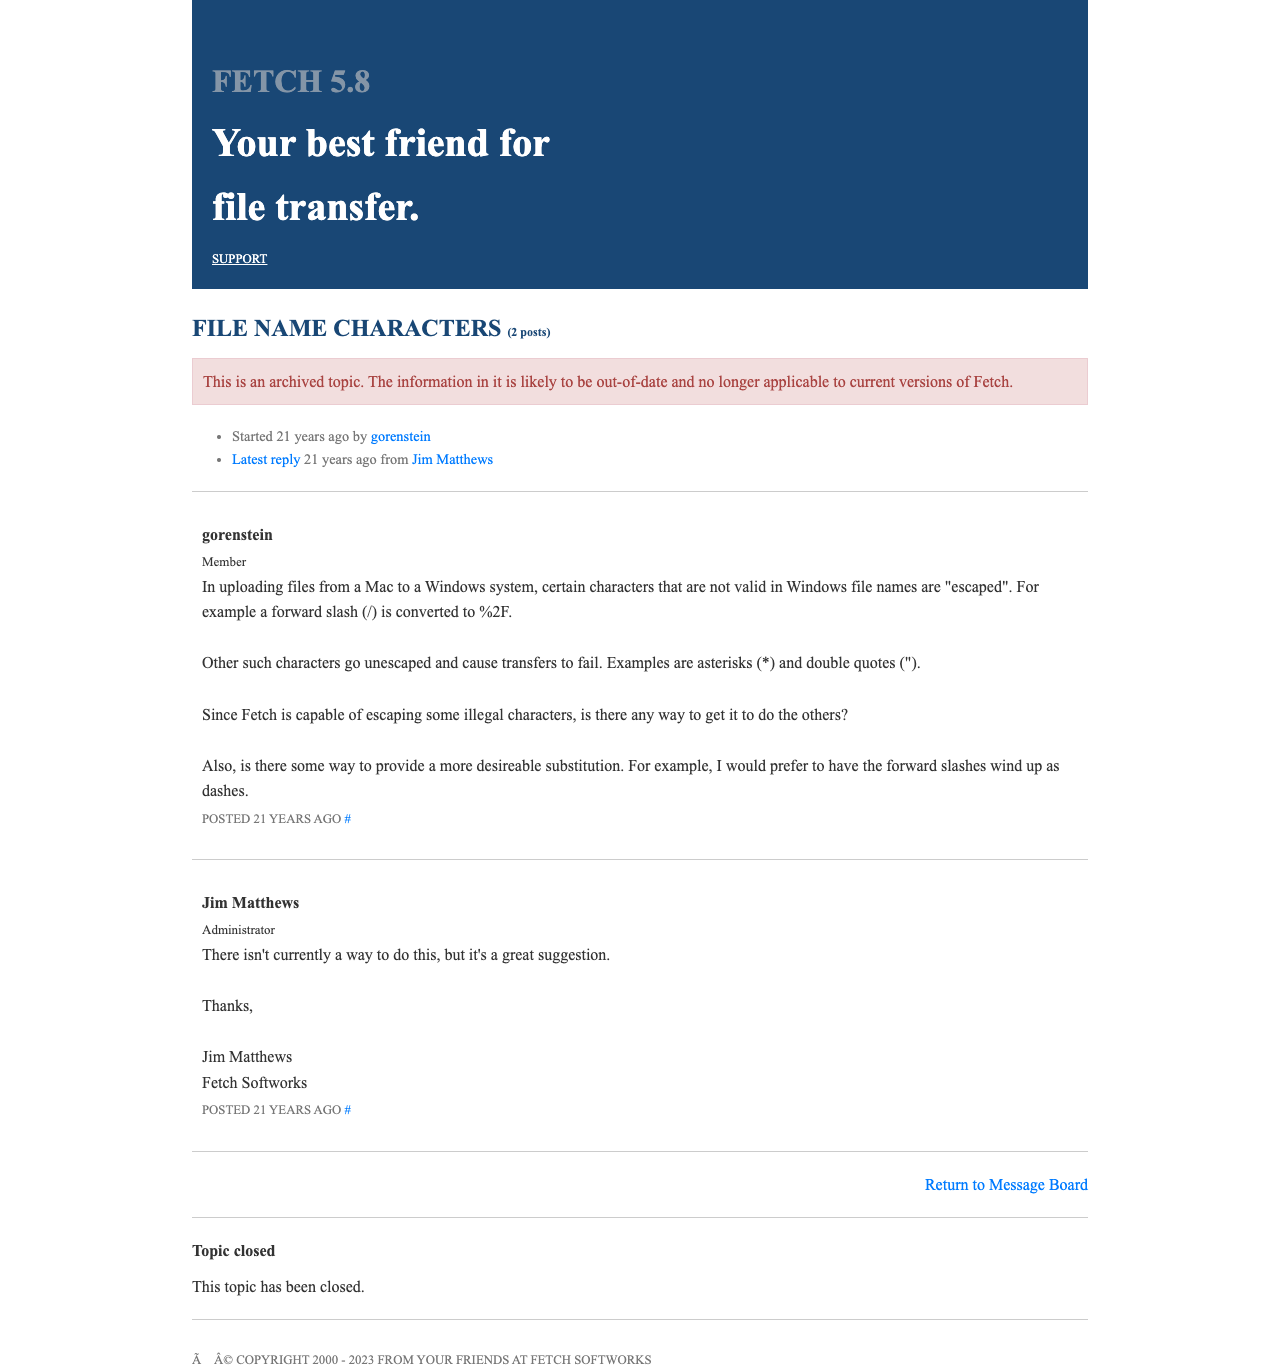 FETCH 5.8
Your best friend for
file transfer.
SUPPORT
FILE NAME CHARACTERS (2 posts)
This is an archived topic. The information in it is likely to be out-of-date and no longer applicable to current versions of Fetch.
• Started 21 years ago by gorenstein
• Latest reply 21 years ago from Jim Matthews
gorenstein
Member
In uploading files from a Mac to a Windows system, certain characters that are not valid in Windows file names are "escaped". For
example a forward slash (/) is converted to %2F.
Other such characters go unescaped and cause transfers to fail. Examples are asterisks (*) and double quotes (").
Since Fetch is capable of escaping some illegal characters, is there any way to get it to do the others?
Also, is there some way to provide a more desireable substitution. For example, I would prefer to have the forward slashes wind up as
dashes.
POSTED 21 YEARS AGO #
Jim Matthews
Administrator
There isn't currently a way to do this, but it's a great suggestion.
Thanks,
Jim Matthews
Fetch Softworks
POSTED 21 YEARS AGO #
Return to Message Board
Topic closed
This topic has been closed.
Ã Â© COPYRIGHT 2000 - 2023 FROM YOUR FRIENDS AT FETCH SOFTWORKS